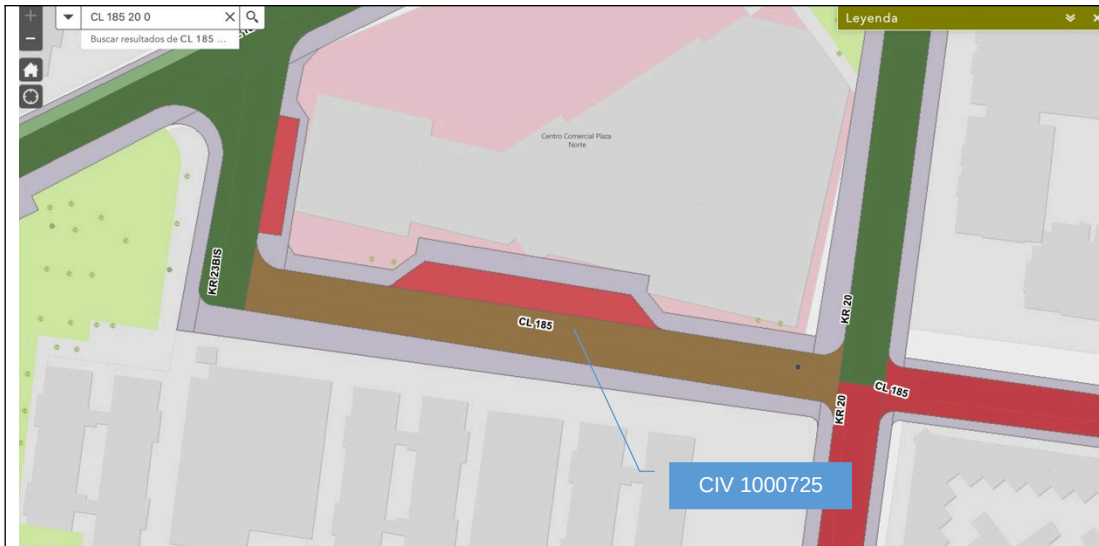 CL 185 20 0
Buscar resultados de CL 185 ...
Leyenda
Centro Comercial Plaza
Norte
KR 23BIS
CL 185
KR 20
CL 185
KR 20
CIV 1000725